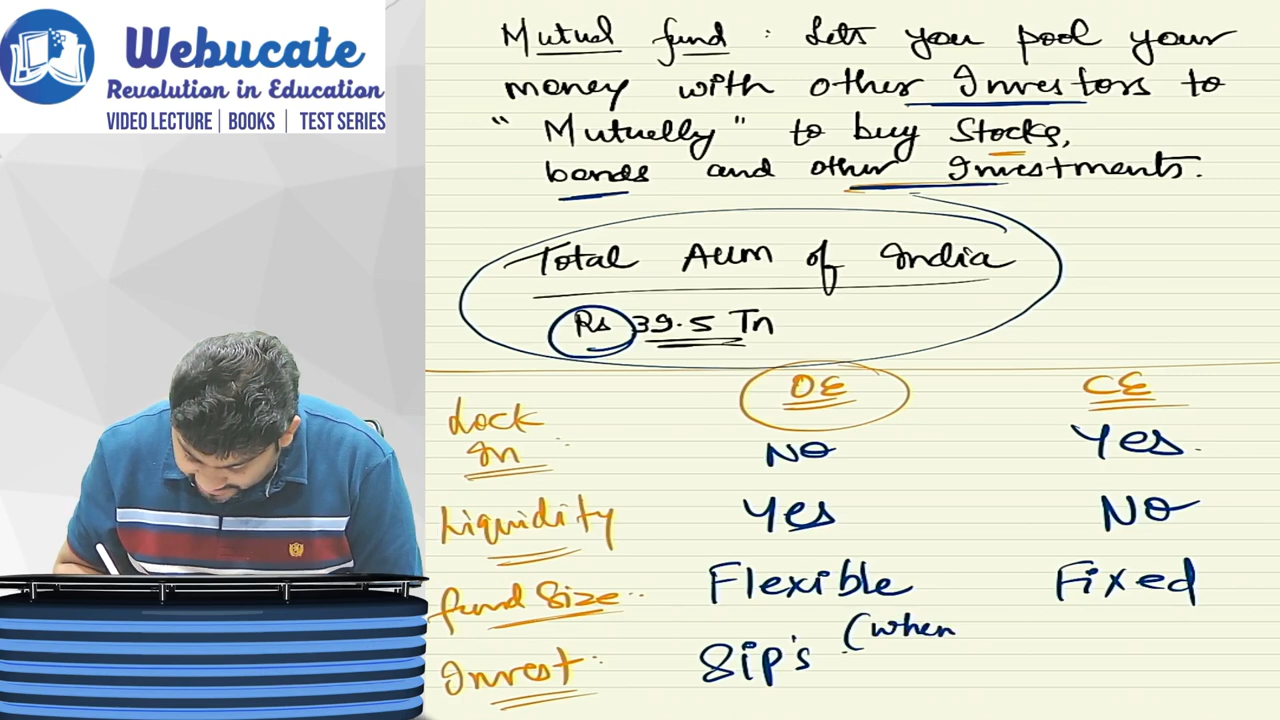 Webucate
Revolution in Education
VIDEO LECTURE | BOOKS | TEST SERIES
Mutual fund : Lets you pool your
money with other Investors to
"Mutuelly" to buy Stocks,
bonds and other Investments.
Total AUM of India
Rs 39.5 Tn
OE CE
Lock In NO Yes.
Liquidity Yes NO
fund Size : Flexible Fixed
Invest : Sip's (when